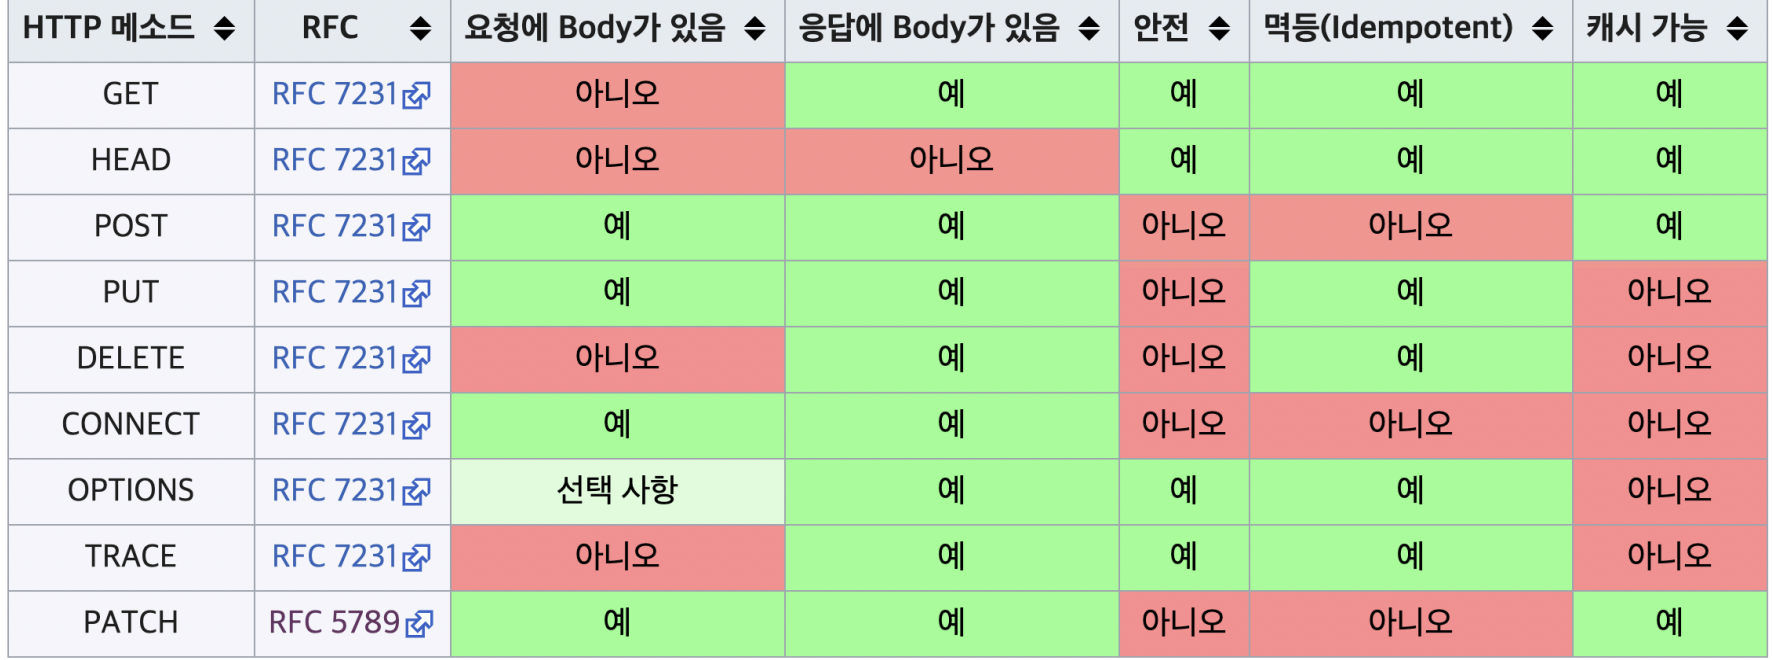 HTTP 메소드 RFC 요청에 Body가 있음 응답에 Body가 있음 안전 멱등(Idempotent) 캐시 가능
GET RFC 7231 아니오 예 예 예 예
HEAD RFC 7231 아니오 아니오 예 예 예
POST RFC 7231 예 예 아니오 아니오 예
PUT RFC 7231 예 예 아니오 예 아니오
DELETE RFC 7231 아니오 예 아니오 예 아니오
CONNECT RFC 7231 예 예 아니오 아니오 아니오
OPTIONS RFC 7231 선택 사항 예 예 예 아니오
TRACE RFC 7231 아니오 예 예 예 아니오
PATCH RFC 5789 예 예 아니오 아니오 예